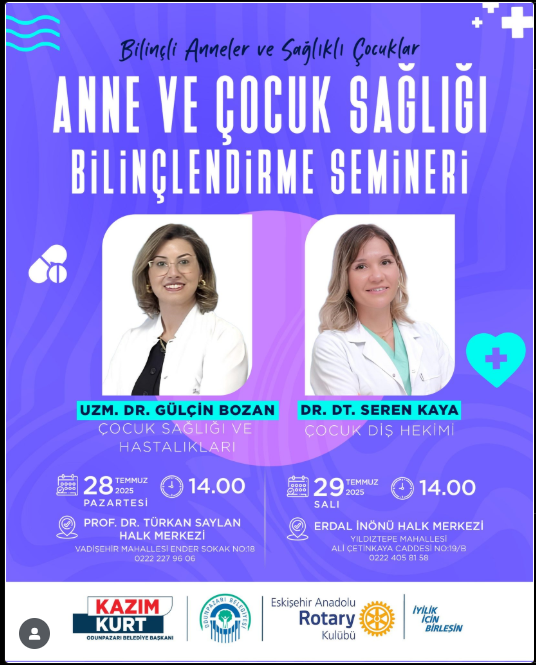 Bilinçli Anneler ve Sağlıklı Çocuklar
ANNE VE ÇOCUK SAĞLIĞI
BİLİNÇLENDİRME SEMİNERİ
UZM. DR. GÜLÇİN BOZAN
ÇOCUK SAĞLIĞI VE
HASTALIKLARI
28 TEMMUZ 2025
PAZARTESİ
14.00
PROF. DR. TÜRKAN SAYLAN
HALK MERKEZİ
VADİŞEHİR MAHALLESİ ENDER SOKAK NO:18
0222 227 96 06
DR. DT. SEREN KAYA
ÇOCUK DİŞ HEKİMİ
29 TEMMUZ 2025
SALI
14.00
ERDAL İNÖNÜ HALK MERKEZİ
YILDIZTEPE MAHALLESİ
ALİ ÇETİNKAYA CADDESİ NO:19/B
0222 405 81 58
KAZIM
KURT
ODUNPAZARI BELEDİYE BAŞKANI
ODUNPAZARI BELEDİYESİ
Eskişehir Anadolu
Rotary
Kulübü
İYİLİK
İÇİN
BİRLEŞİN